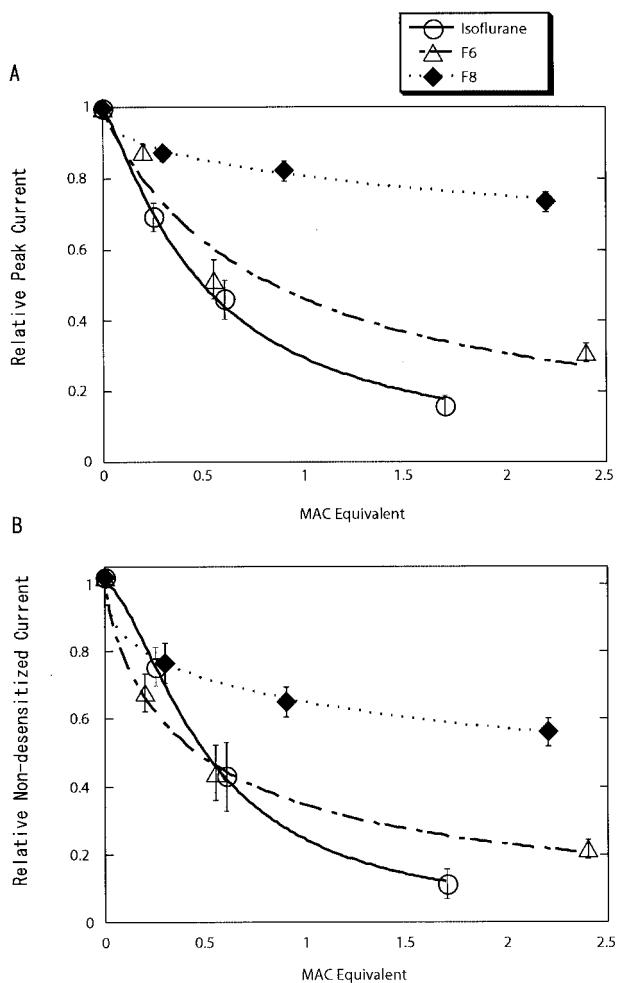 Isoflurane
F6
F8
A
1
0.8
0.6
0.4
0.2
0
Relative Peak Current
0 0.5 1 1.5 2 2.5
MAC Equivalent
B
1
0.8
0.6
0.4
0.2
0
Relative Non-desensitized Current
0 0.5 1 1.5 2 2.5
MAC Equivalent